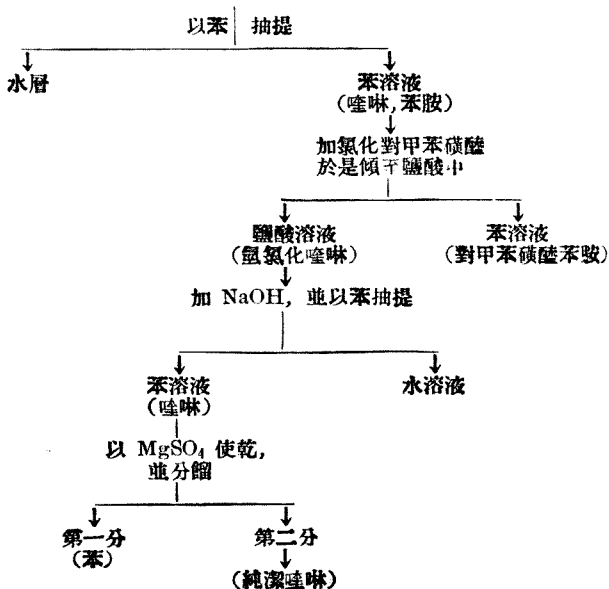 以苯 抽提
水層
苯溶液
(喹啉,苯胺)
加氯化對甲苯磺醯
於是傾于鹽酸中
鹽酸溶液
(氫氯化喹啉)
苯溶液
(對甲苯磺醯苯胺)
加 NaOH, 並以苯抽提
苯溶液
(喹啉)
水溶液
以 MgSO₄ 使乾,
並分餾
第一分
(苯)
第二分
(純潔喹啉)